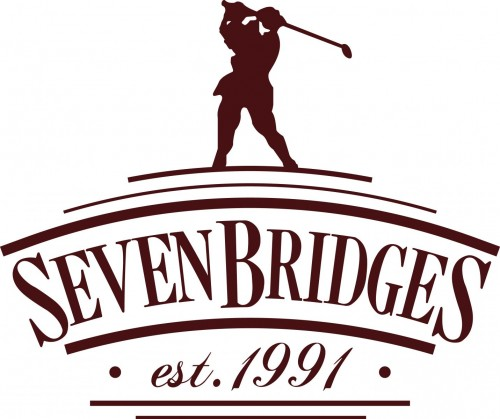 SEVEN BRIDGES
• est. 1991 •